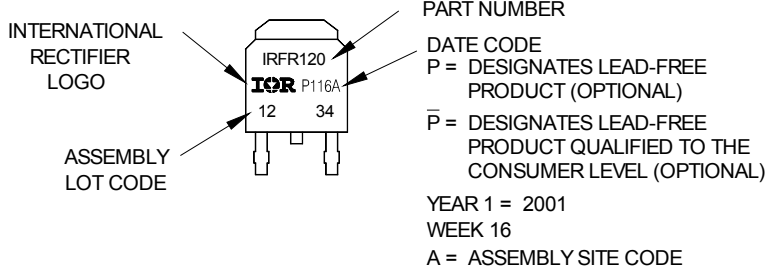 INTERNATIONAL
RECTIFIER
LOGO
ASSEMBLY
LOT CODE
IRFR120
IOR P116A
12 34
PART NUMBER
DATE CODE
P = DESIGNATES LEAD-FREE
PRODUCT (OPTIONAL)
P̅ = DESIGNATES LEAD-FREE
PRODUCT QUALIFIED TO THE
CONSUMER LEVEL (OPTIONAL)
YEAR 1 = 2001
WEEK 16
A = ASSEMBLY SITE CODE